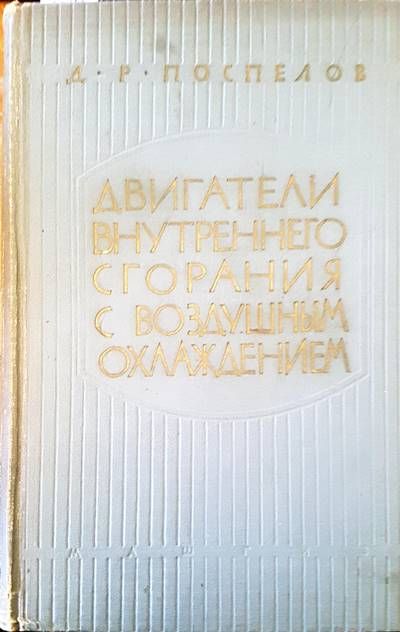 Д·Р·ПОСПЕЛОВ
ДВИГАТЕЛИ
ВНУТРЕННЕГО
СГОРАНИЯ
С ВОЗДУШНЫМ
ОХЛАЖДЕНИЕМ